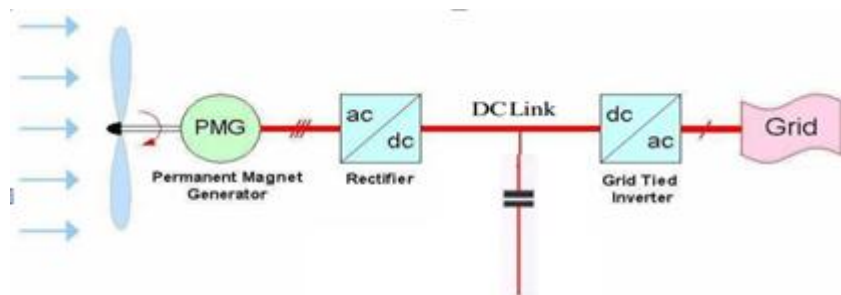 DC Link
ac
dc
dc
ac
PMG
Grid
Permanent Magnet
Generator
Rectifier
Grid Tied
Inverter